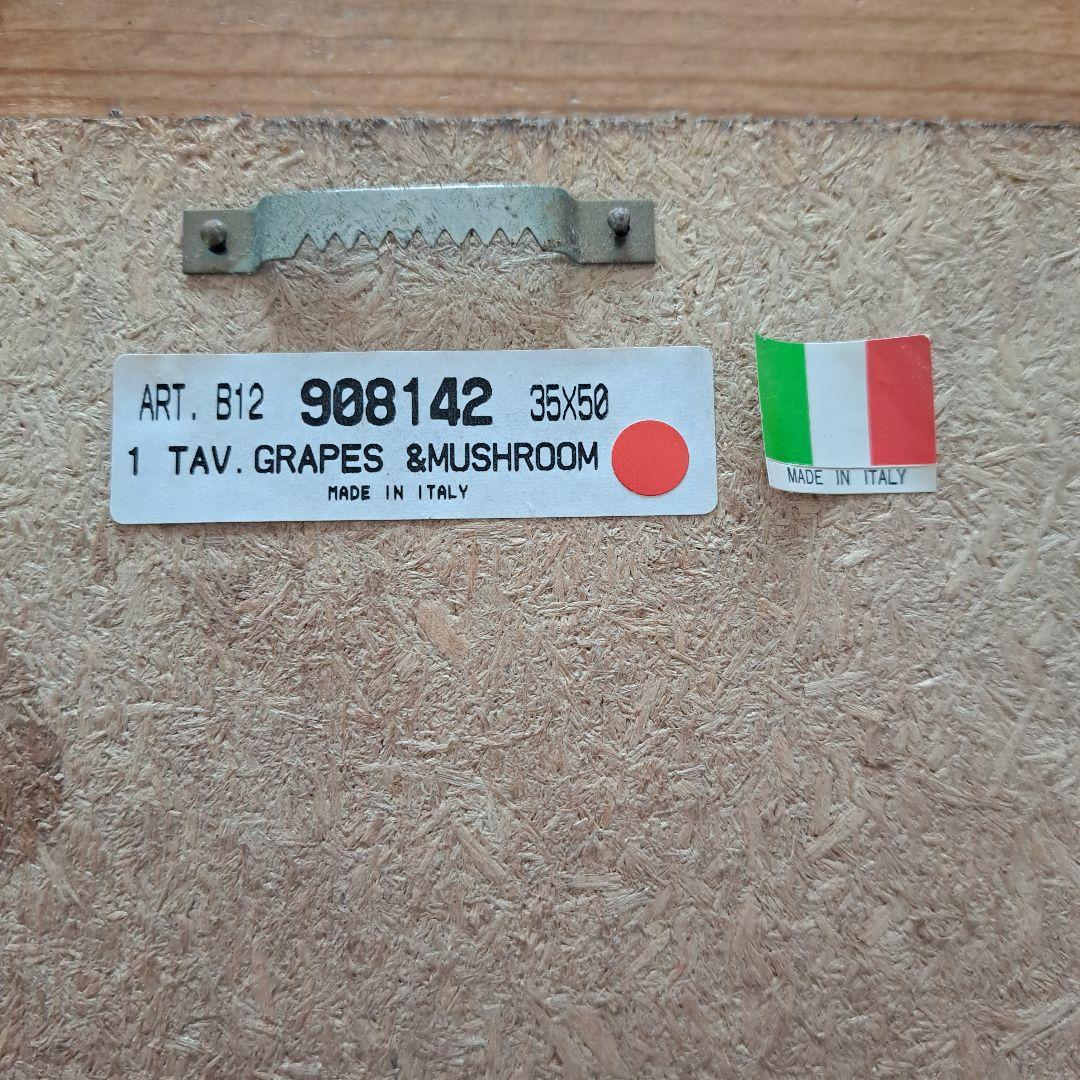 ART. B12 908142 35X50
1 TAV. GRAPES &MUSHROOM
MADE IN ITALY
MADE IN ITALY